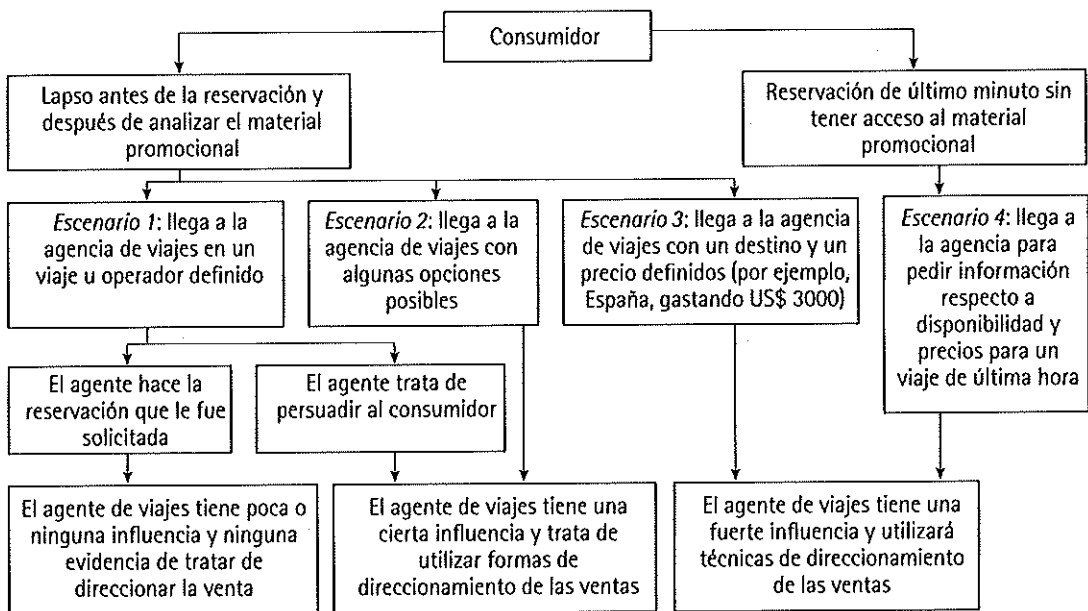 Consumidor
Lapso antes de la reservación y
después de analizar el material
promocional
Reservación de último minuto sin
tener acceso al material
promocional
Escenario 1: llega a la
agencia de viajes en un
viaje u operador definido
Escenario 2: llega a la
agencia de viajes con
algunas opciones
posibles
Escenario 3: llega a la agencia
de viajes con un destino y un
precio definidos (por ejemplo,
España, gastando US$ 3000)
Escenario 4: llega a
la agencia para
pedir información
respecto a
disponibilidad y
precios para un
viaje de última hora
El agente hace la
reservación que le fue
solicitada
El agente trata de
persuadir al consumidor
El agente de viajes tiene poca o
ninguna influencia y ninguna
evidencia de tratar de
direccionar la venta
El agente de viajes tiene una
cierta influencia y trata de
utilizar formas de
direccionamiento de las ventas
El agente de viajes tiene una
fuerte influencia y utilizará
técnicas de direccionamiento
de las ventas